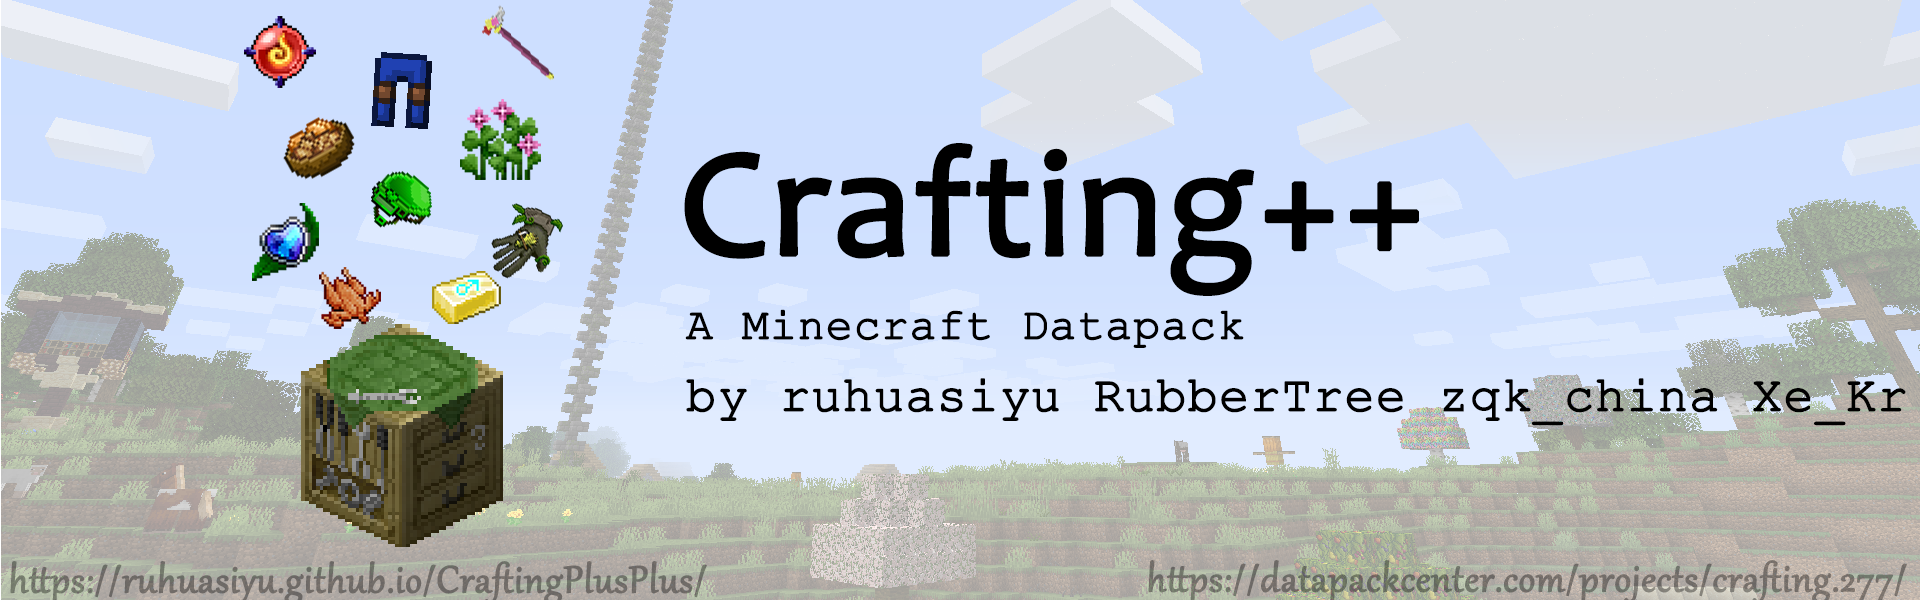 Crafting++
A Minecraft Datapack
by ruhuasiyu RubberTree zqk_china Xe_Kr
https://ruhuasiyu.github.io/CraftingPlusPlus/
https://datapackcenter.com/projects/crafting.277/